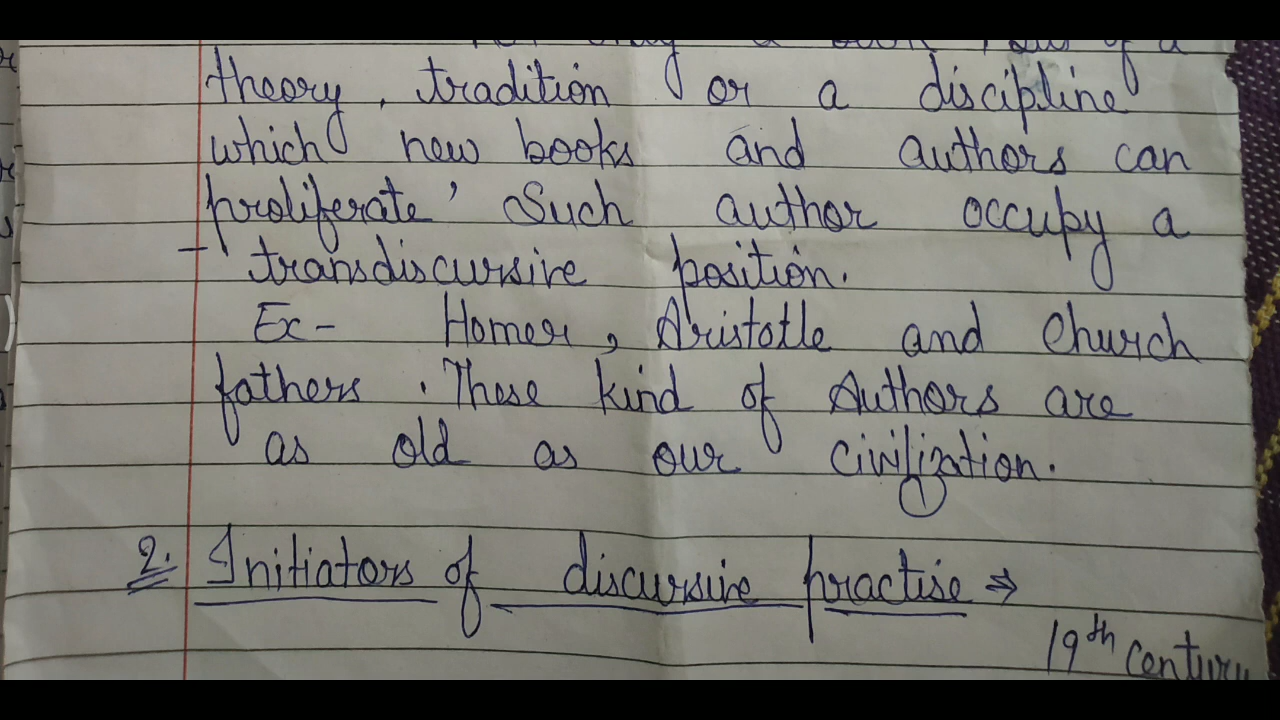 theory, tradition or a discipline
which new books and authors can
proliferate' Such author occupy a
- transdiscursive position.
Ex- Homer, Aristotle and Church
fathers. These kind of Authors are
as old as our civilization.
1
2. Initiators of discursive practise ⇒
19th century